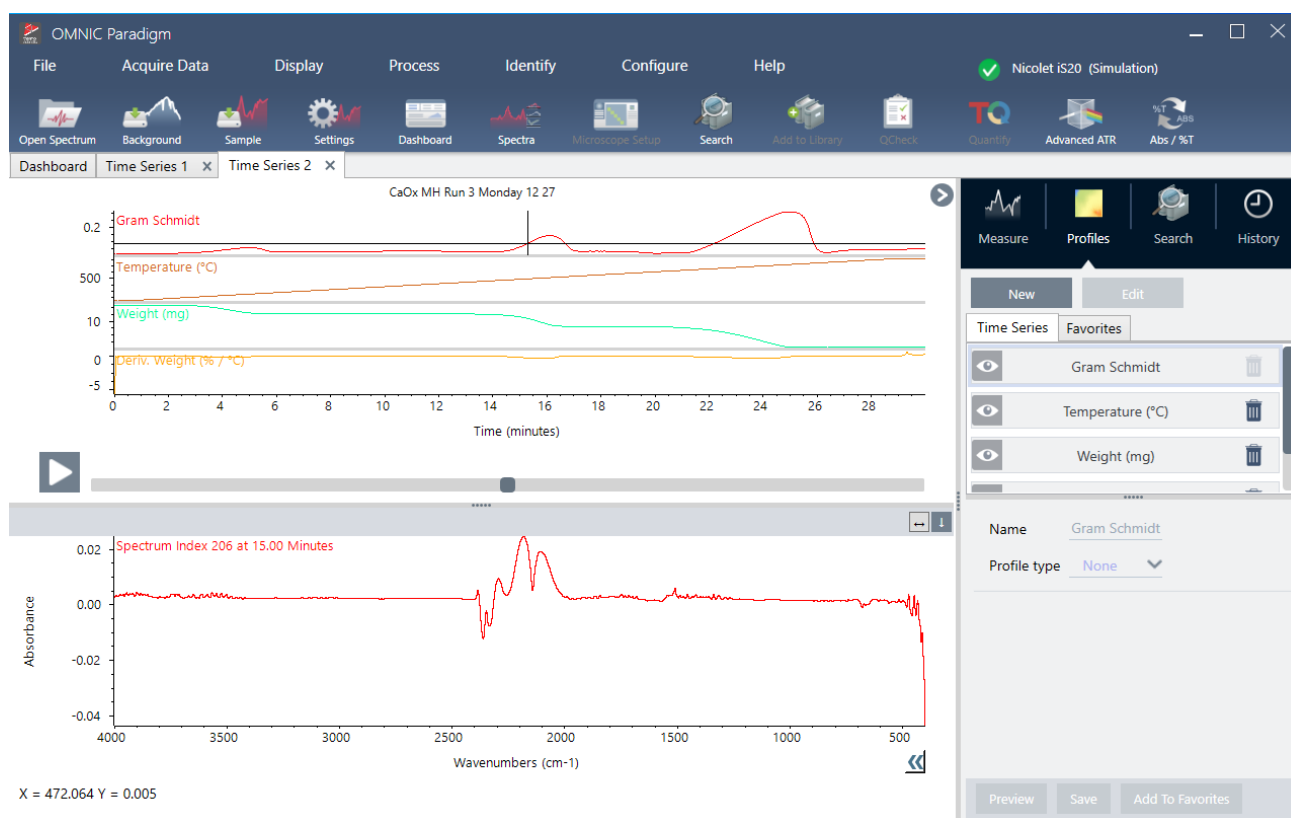 OMNIC Paradigm
File Acquire Data Display Process Identify Configure Help Nicolet iS20 (Simulation)
Open Spectrum Background Sample Settings Dashboard Spectra Microscope Setup Search Add to Library QCheck Quantify Advanced ATR Abs / %T
TQ
%T
ABS
Dashboard Time Series 1 Time Series 2
CaOx MH Run 3 Monday 12 27
Gram Schmidt
0.2
Temperature (°C)
500
Weight (mg)
10
Deriv. Weight (% / °C)
0
-5
0 2 4 6 8 10 12 14 16 18 20 22 24 26 28
Time (minutes)
Spectrum Index 206 at 15.00 Minutes
0.02
0.00
-0.02
-0.04
Absorbance
4000 3500 3000 2500 2000 1500 1000 500
Wavenumbers (cm-1)
X = 472.064 Y = 0.005
Measure Profiles Search History
New Edit
Time Series Favorites
Gram Schmidt
Temperature (°C)
Weight (mg)
Name Gram Schmidt
Profile type None
Preview Save Add To Favorites